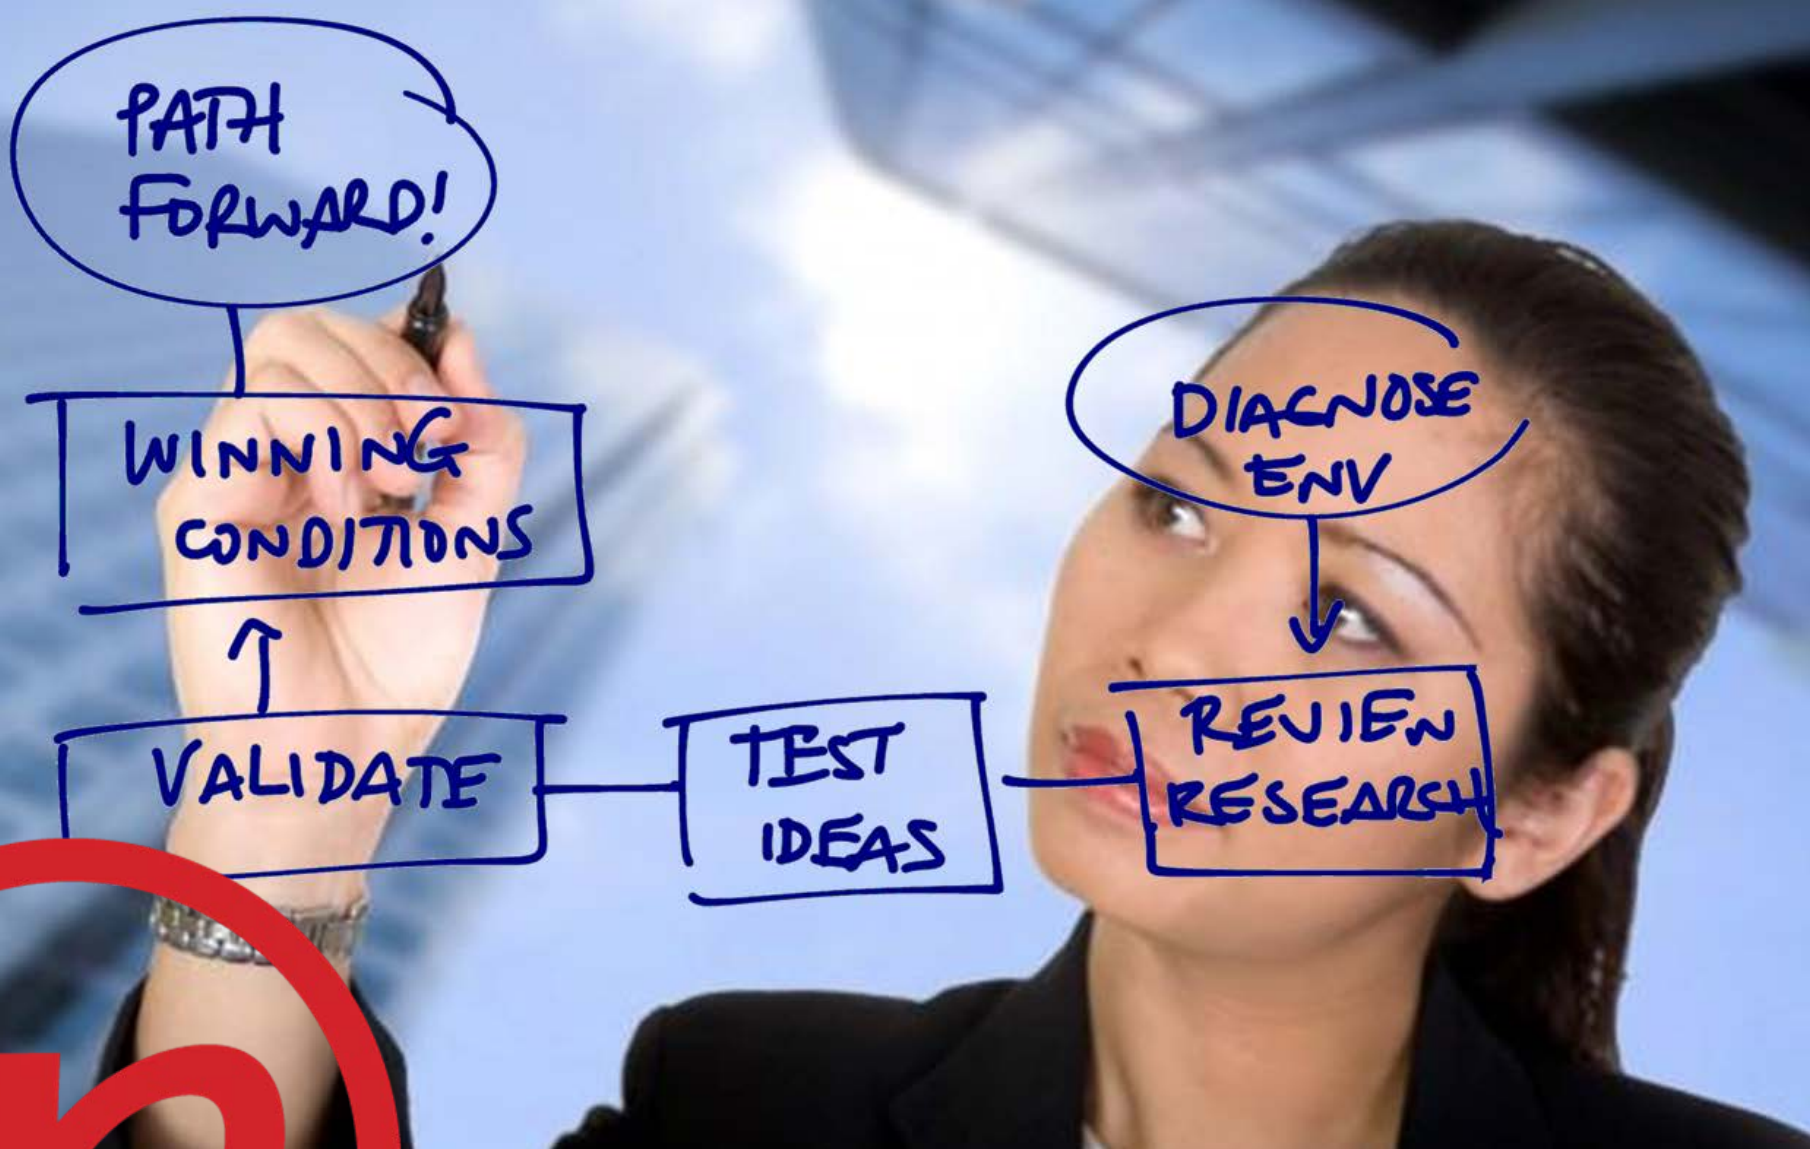 PATH
FORWARD!
WINNING
CONDITIONS
VALIDATE
TEST
IDEAS
DIAGNOSE
ENV
REVIEW
RESEARCH
n